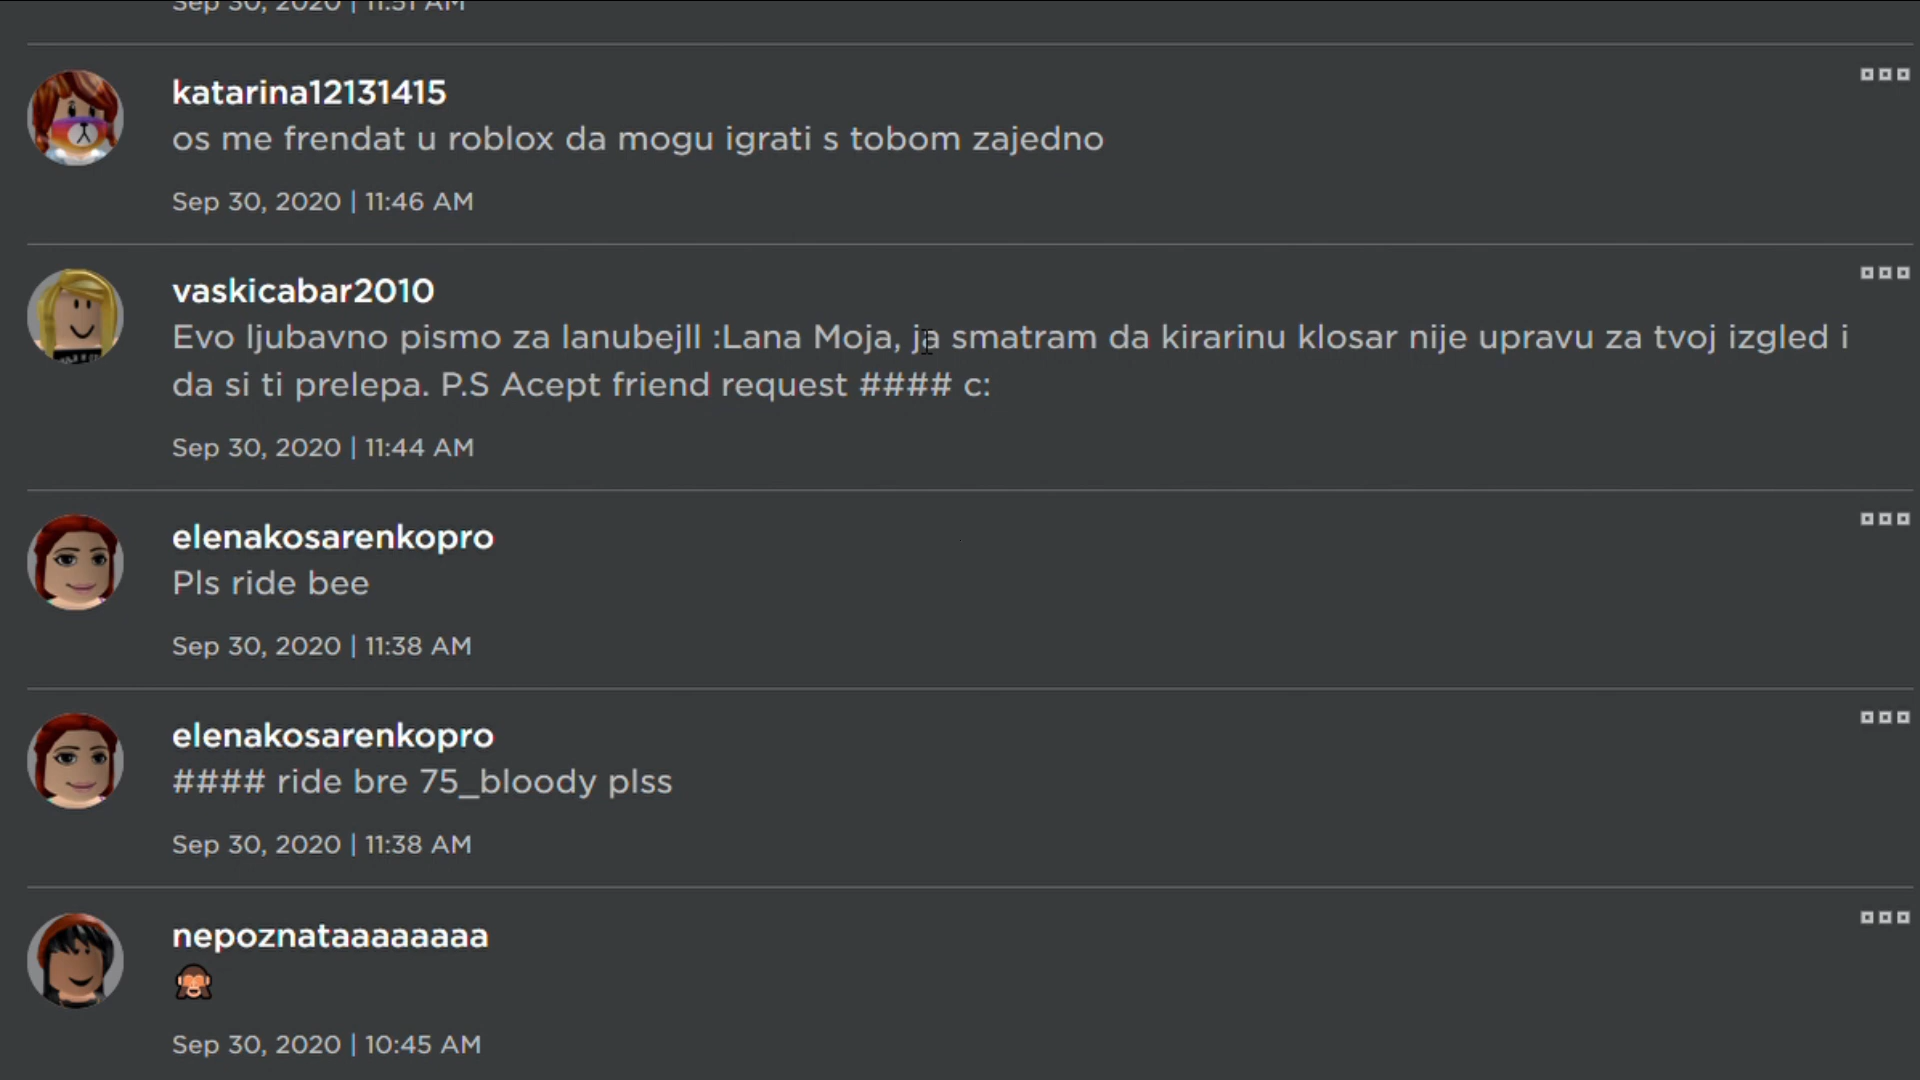 Sep 30, 2020 | 11:51 AM
katarina12131415
os me frendat u roblox da mogu igrati s tobom zajedno
Sep 30, 2020 | 11:46 AM
vaskicabar2010
Evo ljubavno pismo za lanubejll :Lana Moja, ja smatram da kirarinu klosar nije upravu za tvoj izgled i
da si ti prelepa. P.S Acept friend request #### c:
Sep 30, 2020 | 11:44 AM
elenakosarenkopro
Pls ride bee
Sep 30, 2020 | 11:38 AM
elenakosarenkopro
#### ride bre 75_bloody plss
Sep 30, 2020 | 11:38 AM
nepoznataaaaaaaa
🙈
Sep 30, 2020 | 10:45 AM